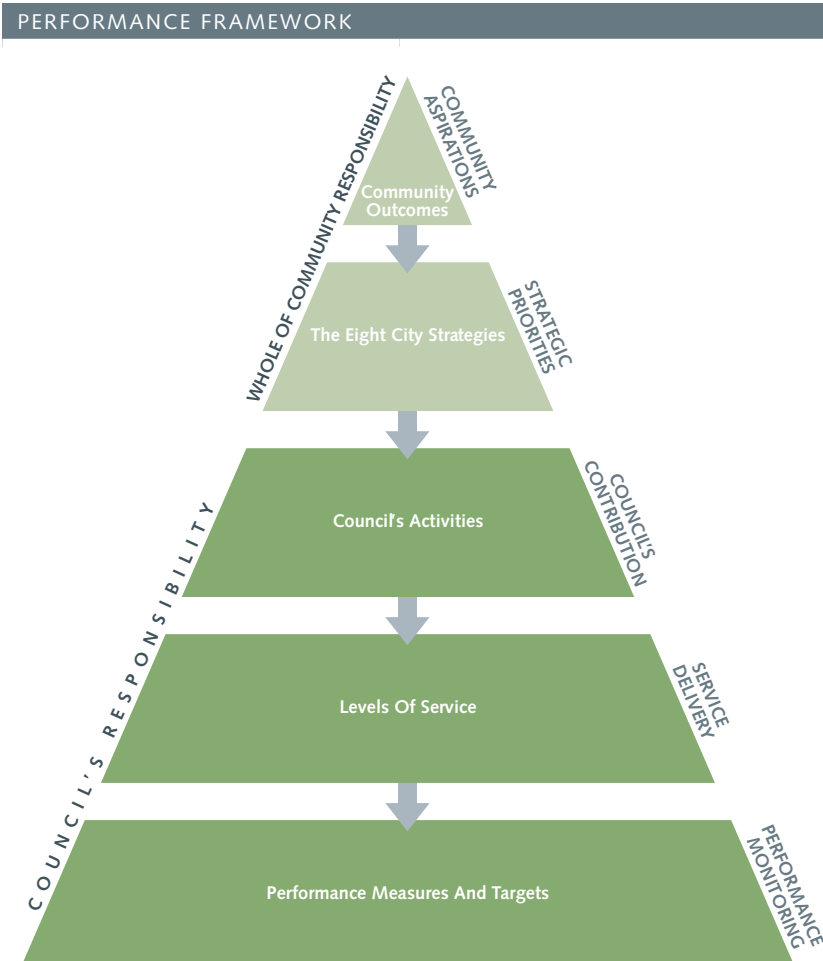 PERFORMANCE FRAMEWORK
WHOLE OF COMMUNITY RESPONSIBILITY
COMMUNITY
ASPIRATIONS
Community
Outcomes
STRATEGIC
PRIORITIES
The Eight City Strategies
COUNCIL'S RESPONSIBILITY
COUNCIL'S
CONTRIBUTION
Council's Activities
SERVICE
DELIVERY
Levels Of Service
PERFORMANCE
MONITORING
Performance Measures And Targets